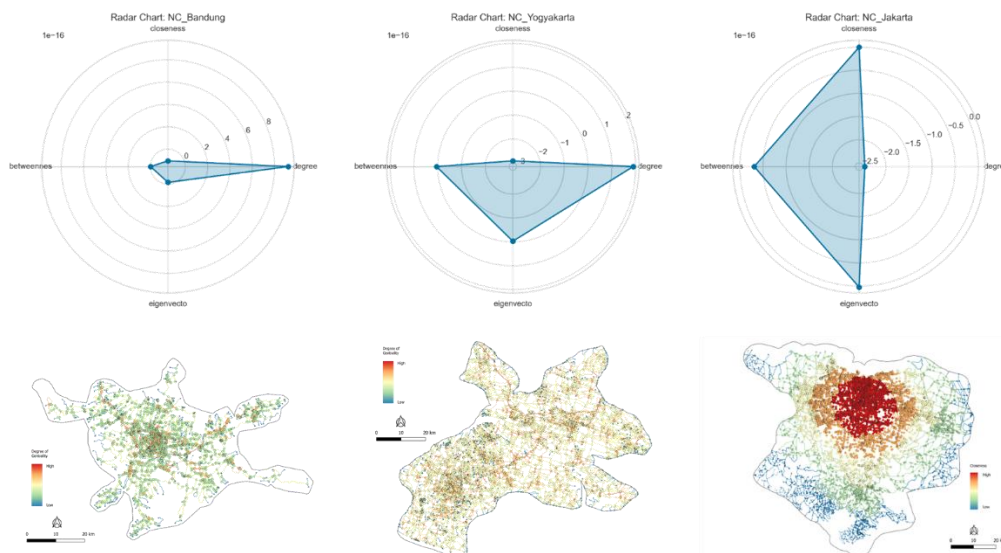 Radar Chart: NC_Bandung
closeness
1e−16
0
2
4
6
8
betweennes
degree
eigenvecto
Radar Chart: NC_Yogyakarta
closeness
1e−16
−3
−2
−1
0
1
2
betweennes
degree
eigenvecto
Radar Chart: NC_Jakarta
closeness
1e−16
−2.5
−2.0
−1.5
−1.0
−0.5
0.0
betweennes
degre
eigenvecto
Degree of
High
Low
0 10 20 km
Degree of
High
Low
0 10 20 km
Closeness
High
Low
0 10 20 km